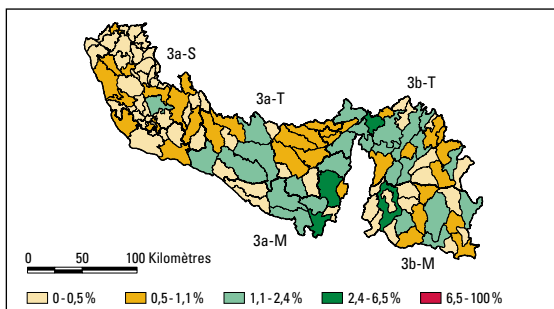 3a-S
3a-T
3b-T
3a-M
3b-M
0 50 100 Kilomètres
0 - 0,5 % 0,5 - 1,1 % 1,1 - 2,4 % 2,4 - 6,5 % 6,5 - 100 %